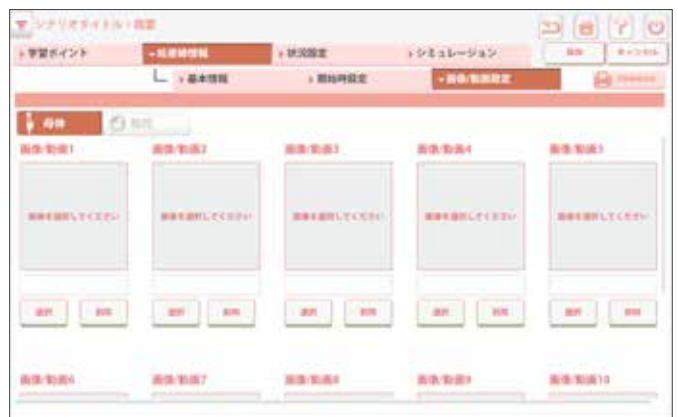 シナリオタイトル・概要
学習ポイント
妊産婦情報
状況設定
シミュレーション
保存
キャンセル
基本情報
開始時設定
画像/動画設定
母体
胎児
画像/動画1
画像/動画2
画像/動画3
画像/動画4
画像/動画5
画像を選択してください
画像を選択してください
画像を選択してください
画像を選択してください
画像を選択してください
選択 削除
選択 削除
選択 削除
選択 削除
選択 削除
画像/動画6
画像/動画7
画像/動画8
画像/動画9
画像/動画10